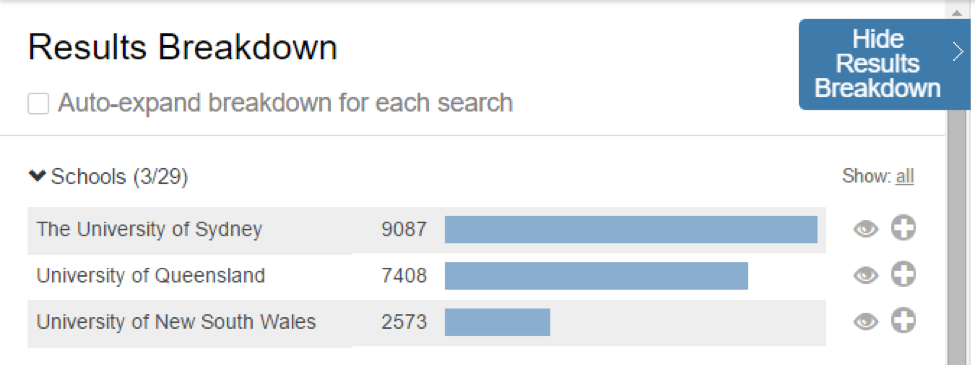 Results Breakdown
Hide
Results
Breakdown
Auto-expand breakdown for each search
Schools (3/29)
Show: all
The University of Sydney 9087
University of Queensland 7408
University of New South Wales 2573